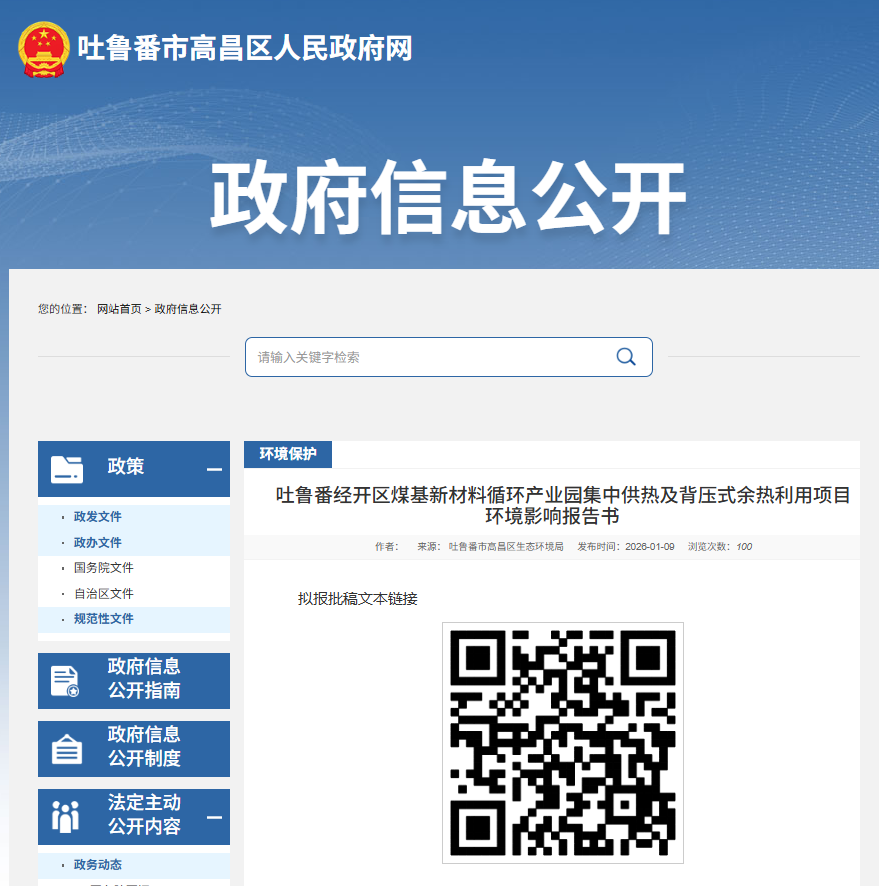 吐鲁番市高昌区人民政府网
政府信息公开
您的位置： 网站首页 > 政府信息公开
请输入关键字检索
政策
· 政发文件
· 政办文件
· 国务院文件
· 自治区文件
· 规范性文件
政府信息
公开指南
政府信息
公开制度
法定主动
公开内容
· 政务动态
环境保护
吐鲁番经开区煤基新材料循环产业园集中供热及背压式余热利用项目
环境影响报告书
作者： 来源： 吐鲁番市高昌区生态环境局 发布时间：2026-01-09 浏览次数：100
拟报批稿文本链接